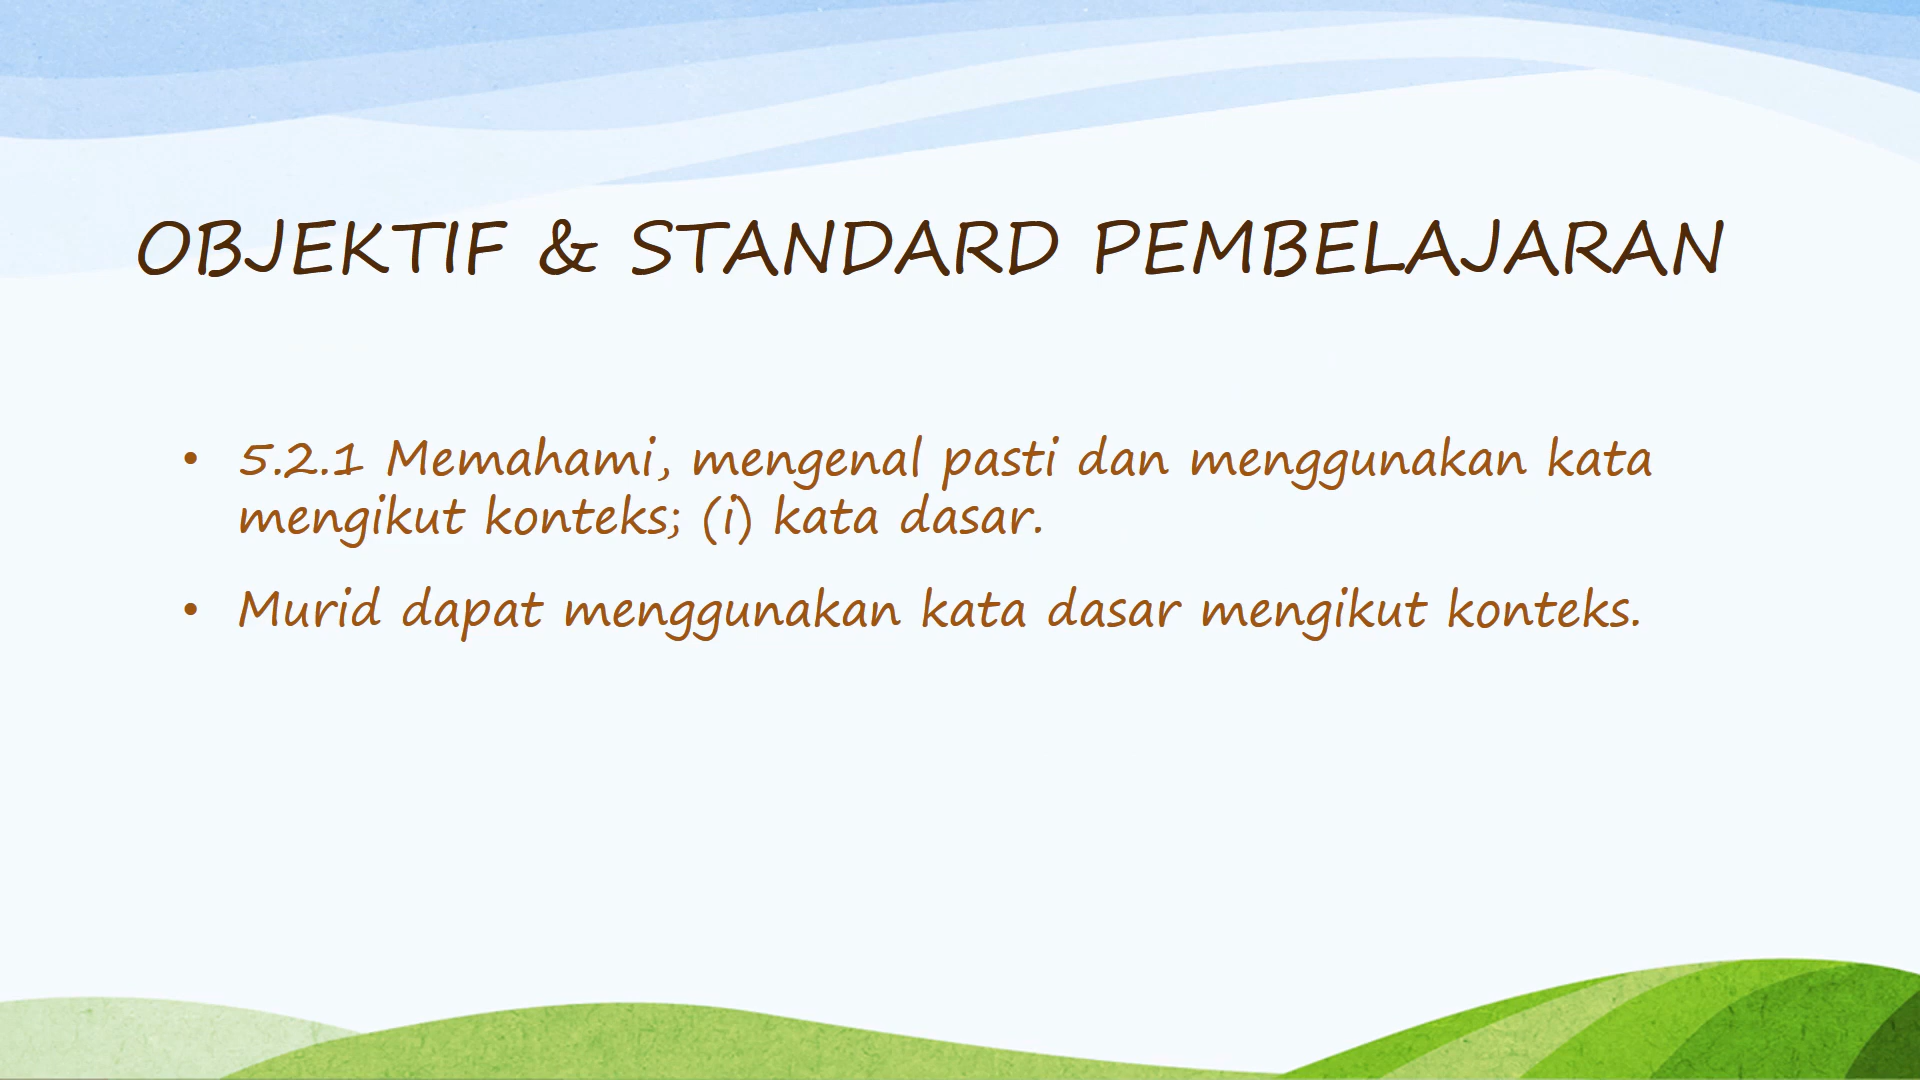 OBJEKTIF & STANDARD PEMBELAJARAN
• 5.2.1 Memahami, mengenal pasti dan menggunakan kata
mengikut konteks; (i) kata dasar.
• Murid dapat menggunakan kata dasar mengikut konteks.